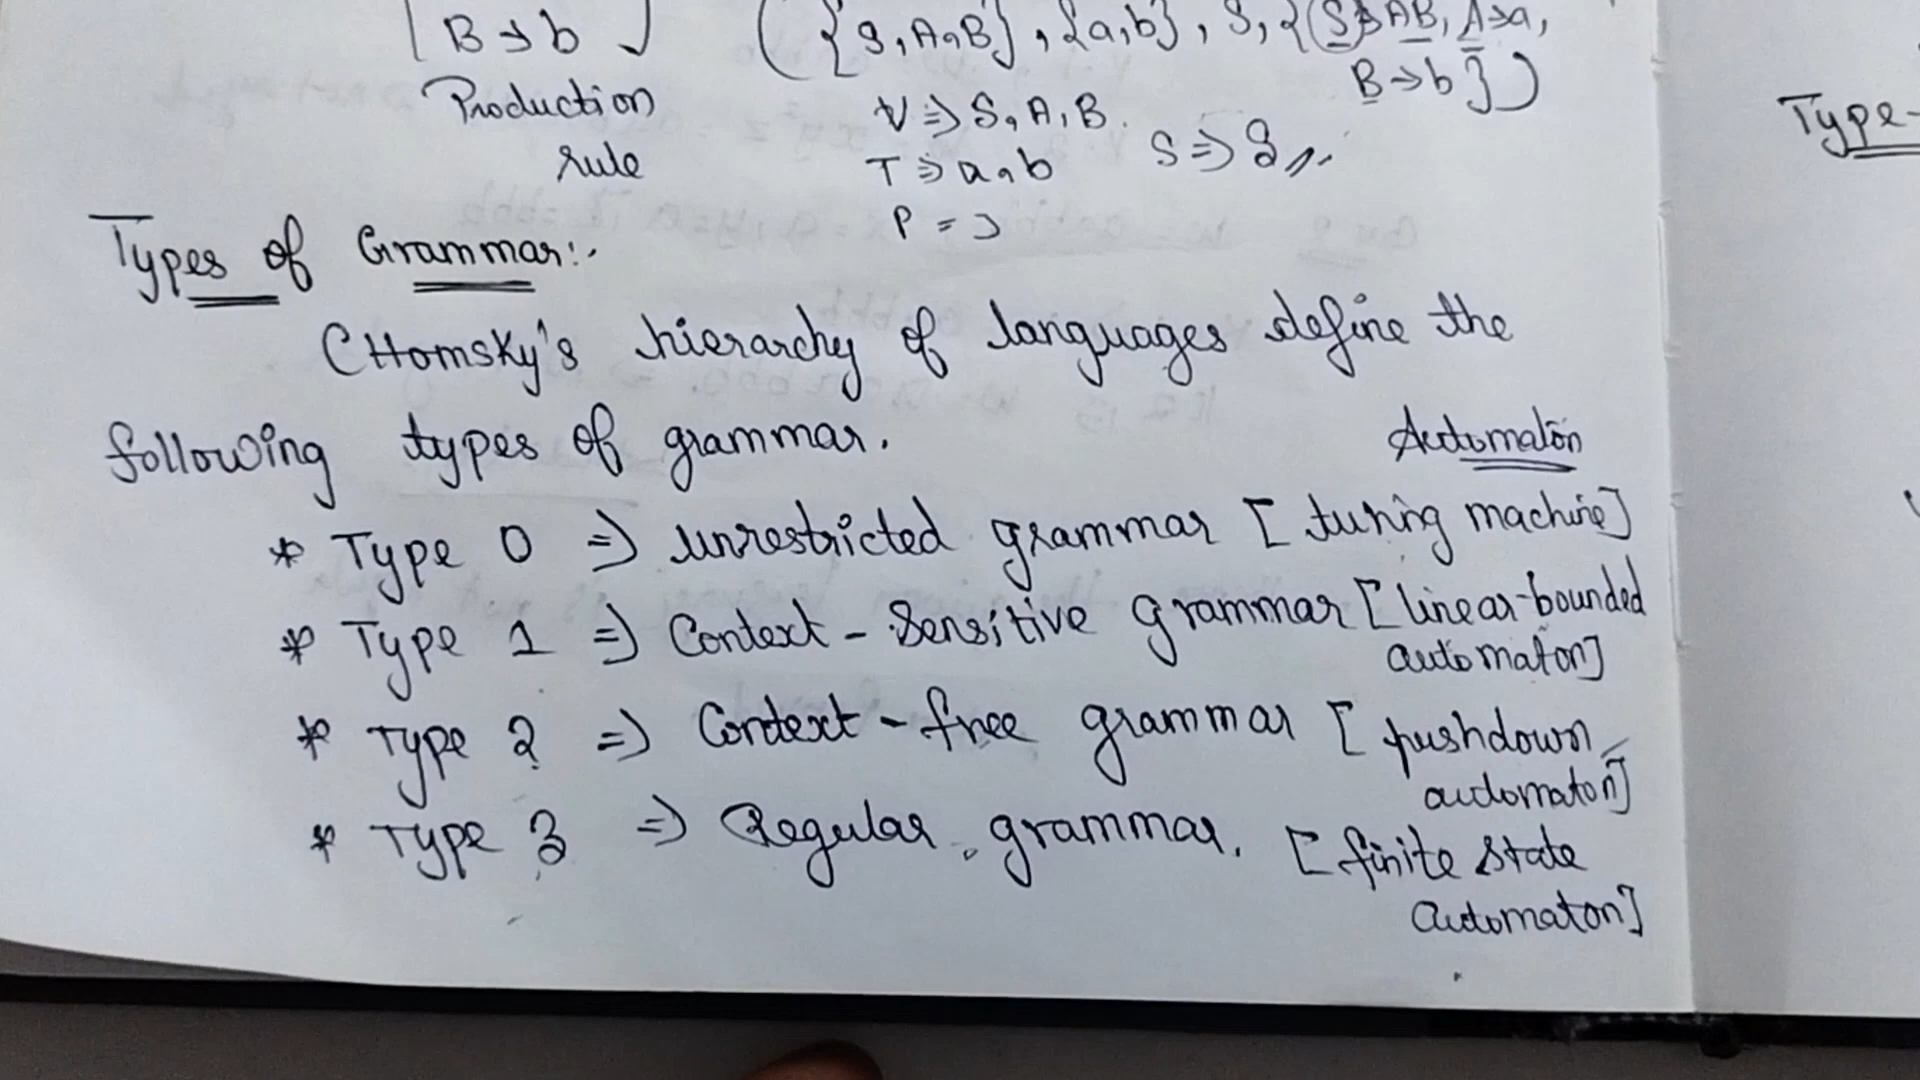 B → b
({S, A, B}, {a, b}, S, {S → AB, A → a,
B → b})
Production
rule
V ⇒ S, A, B.
T ⇒ a, b
S ⇒ S
P =
Type-
Types of Grammar:-
CHomsky's hierarchy of languages define the
following types of grammar.
Automaton
* Type 0 ⇒ unrestricted grammar [turing machine]
* Type 1 ⇒ Context-Sensitive grammar [linear-bounded
automaton]
* Type 2 ⇒ Context-free grammar [pushdown
automaton]
* Type 3 ⇒ Regular grammar. [finite state
automaton]